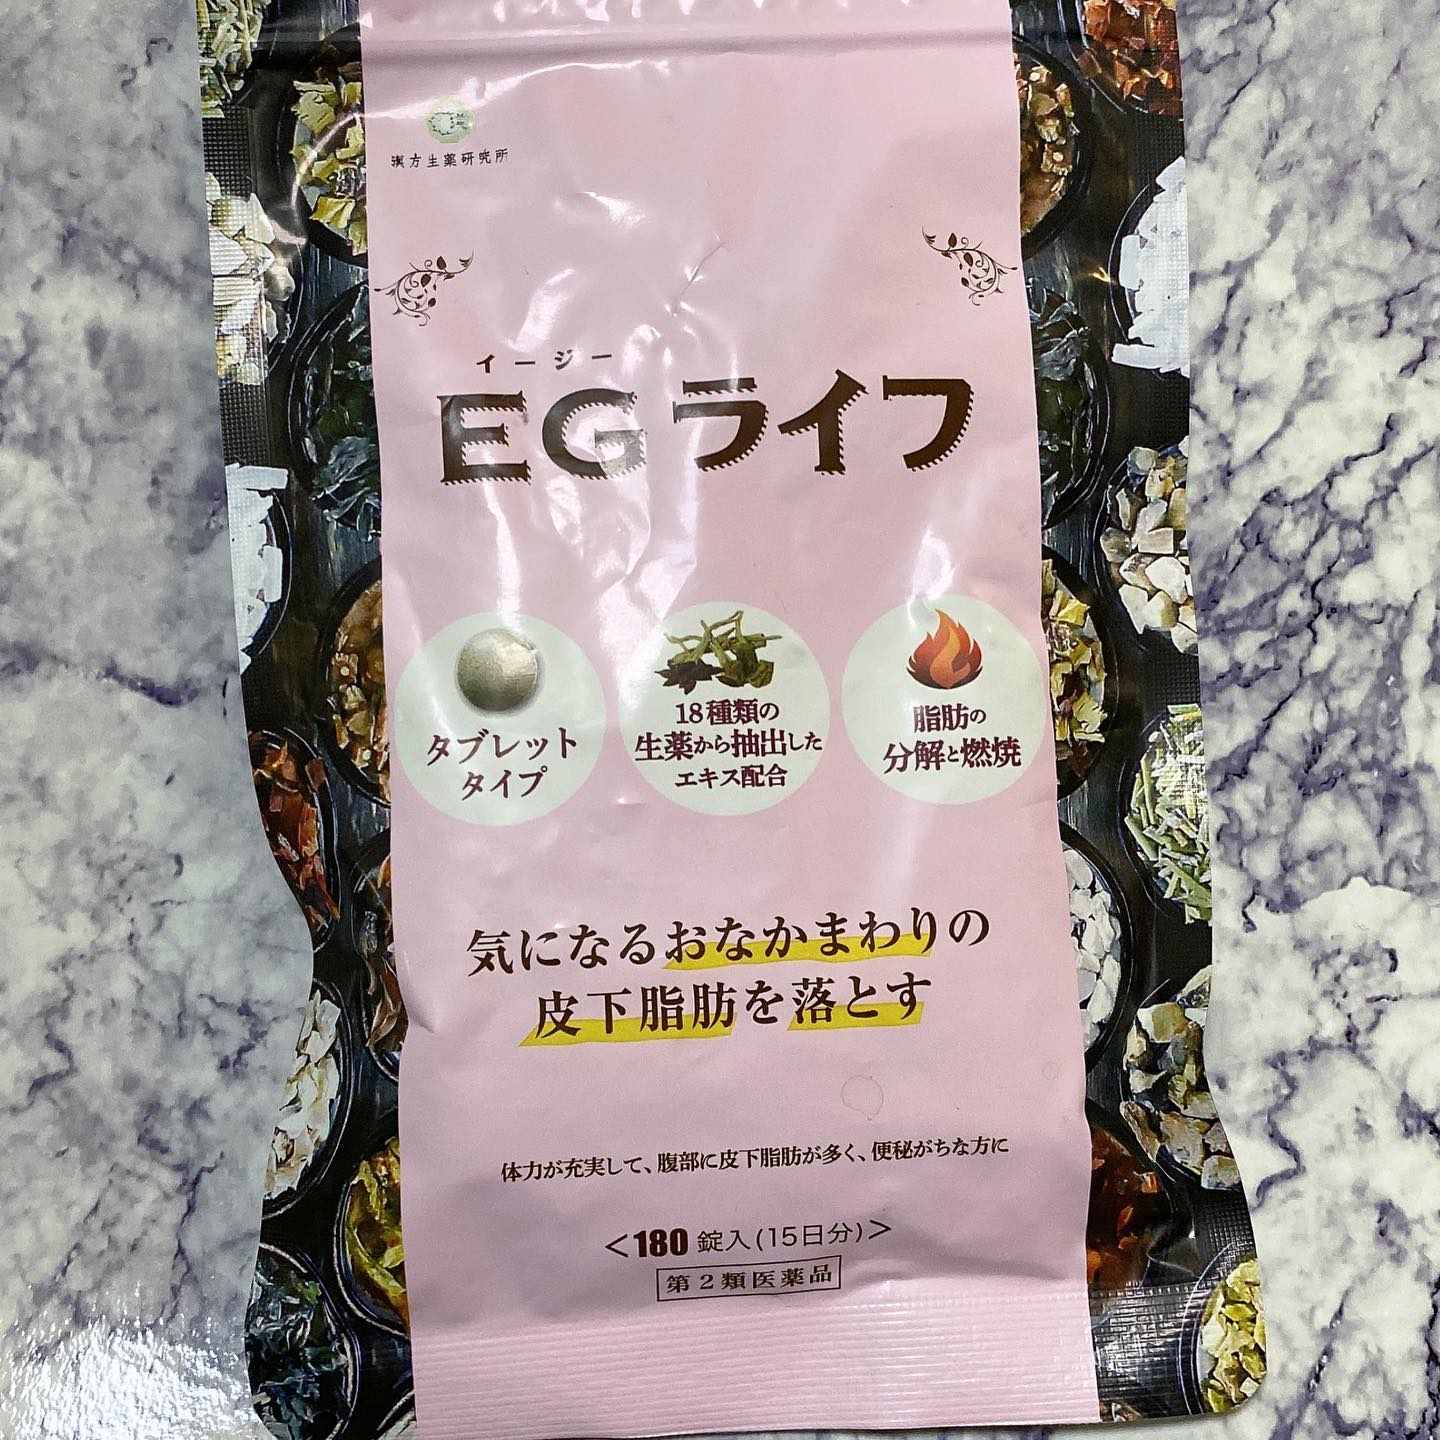 漢方生薬研究所
イージー
EGライフ
タブレット
タイプ
18種類の
生薬から抽出した
エキス配合
脂肪の
分解と燃焼
気になるおなかまわりの
皮下脂肪を落とす
体力が充実して、腹部に皮下脂肪が多く、便秘がちな方に
<180錠入(15日分)>
第2類医薬品